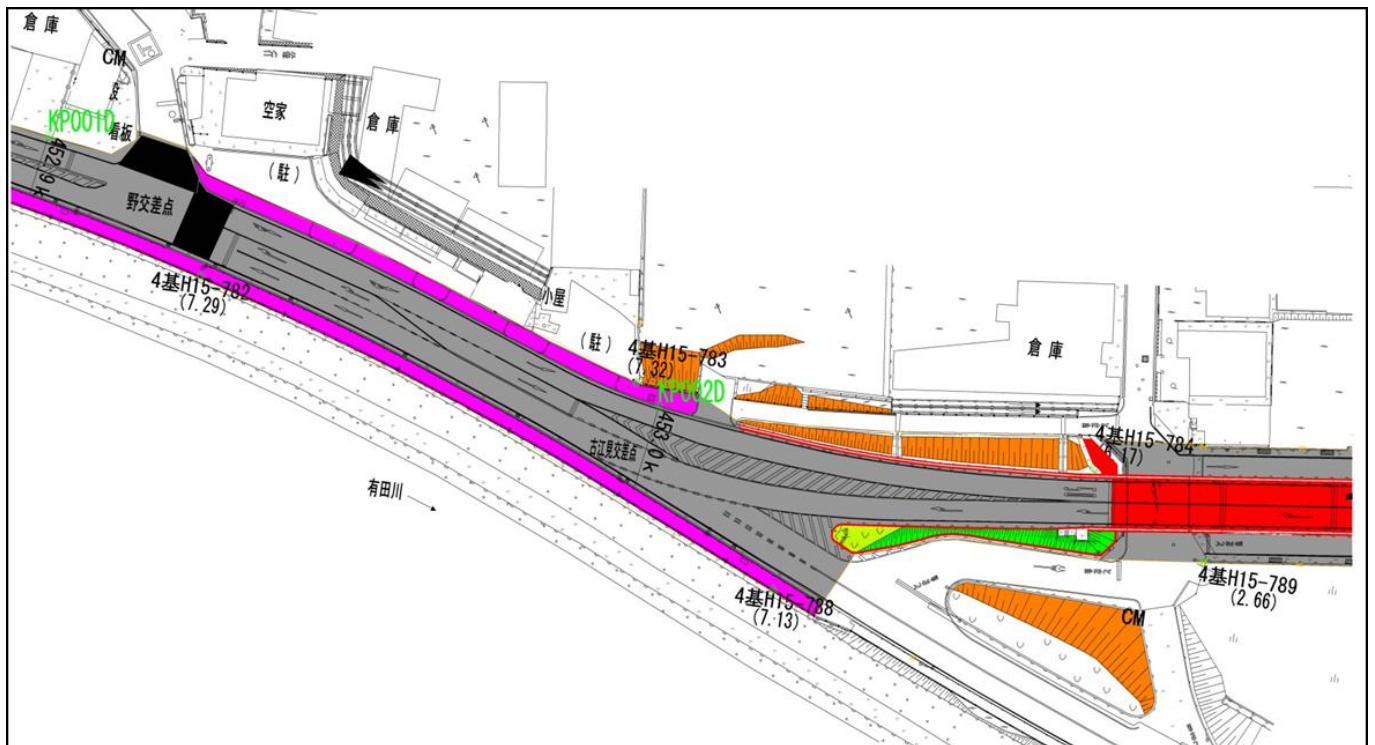 倉 庫
CM
KP001D
看板
452.9k
空家
倉 庫
(駐)
野交差点
4基H15-782
(7.29)
小屋
(駐)
4基H15-783
(7.32)
KP002D
453.0k
古江見交差点
倉 庫
4基H15-784
有田川
4基H15-788
(7.13)
4基H15-789
(2.66)
CM